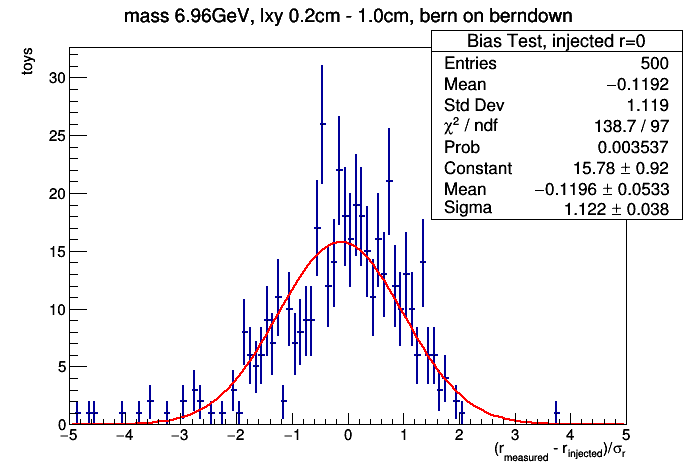 mass 6.96GeV, lxy 0.2cm - 1.0cm, bern on berndown
Bias Test, injected r=0
Entries 500
Mean −0.1192
Std Dev 1.119
χ² / ndf 138.7 / 97
Prob 0.003537
Constant 15.78 ± 0.92
Mean −0.1196 ± 0.0533
Sigma 1.122 ± 0.038
toys
30
25
20
15
10
5
0
−5 −4 −3 −2 −1 0 1 2 3 4 5
(r_measured - r_injected)/σ_r